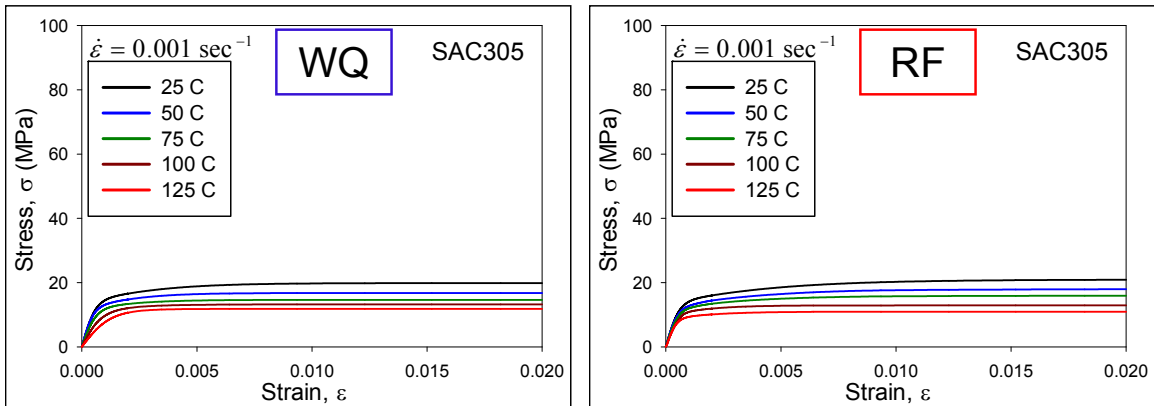 ε̇ = 0.001 sec⁻¹
WQ
SAC305
25 C
50 C
75 C
100 C
125 C
Stress, σ (MPa)
100
80
60
40
20
0
0.000
0.005
0.010
0.015
0.020
Strain, ε
ε̇ = 0.001 sec⁻¹
RF
SAC305
25 C
50 C
75 C
100 C
125 C
Stress, σ (MPa)
100
80
60
40
20
0
0.000
0.005
0.010
0.015
0.020
Strain, ε